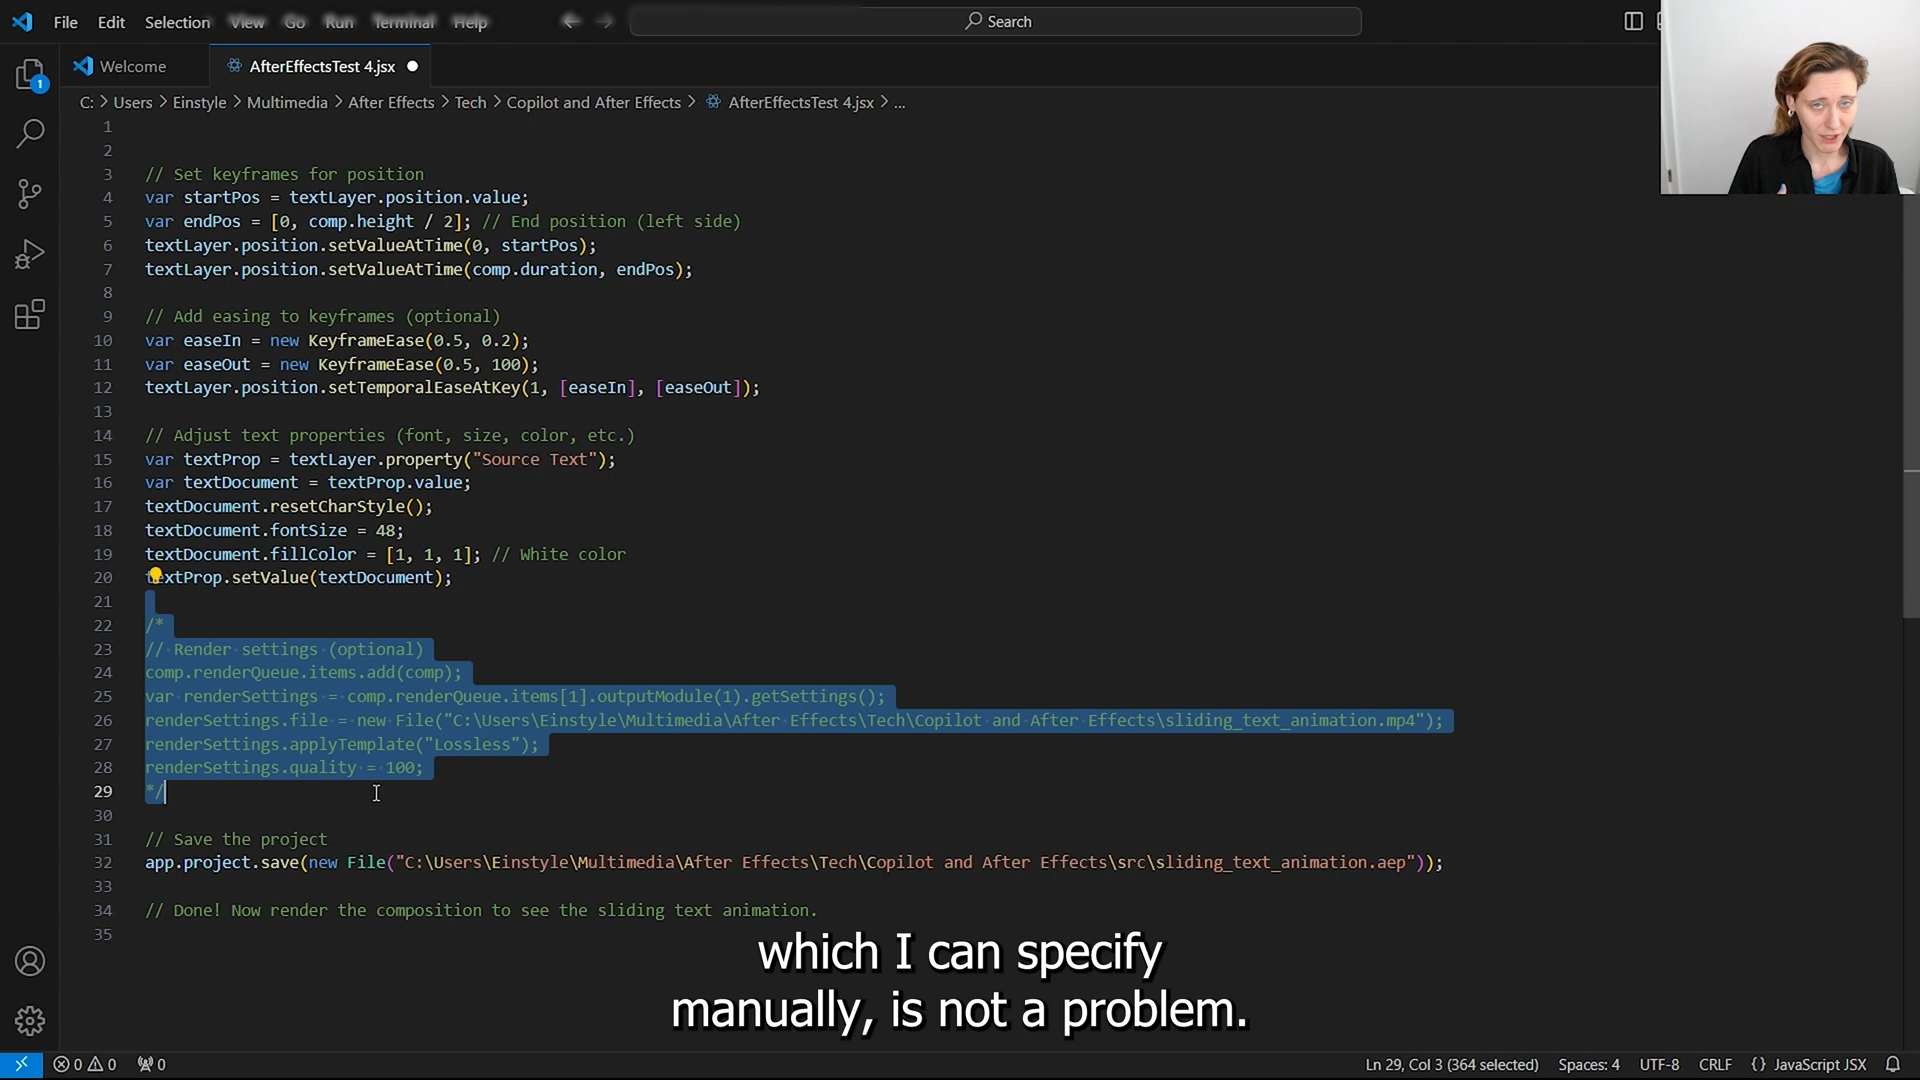 File Edit Selection View Go Run Terminal Help
Search
Welcome
AfterEffectsTest 4.jsx
1
C: > Users > Einstyle > Multimedia > After Effects > Tech > Copilot and After Effects > AfterEffectsTest 4.jsx > ...
1
2
3 // Set keyframes for position
4 var startPos = textLayer.position.value;
5 var endPos = [0, comp.height / 2]; // End position (left side)
6 textLayer.position.setValueAtTime(0, startPos);
7 textLayer.position.setValueAtTime(comp.duration, endPos);
8
9 // Add easing to keyframes (optional)
10 var easeIn = new KeyframeEase(0.5, 0.2);
11 var easeOut = new KeyframeEase(0.5, 100);
12 textLayer.position.setTemporalEaseAtKey(1, [easeIn], [easeOut]);
13
14 // Adjust text properties (font, size, color, etc.)
15 var textProp = textLayer.property("Source Text");
16 var textDocument = textProp.value;
17 textDocument.resetCharStyle();
18 textDocument.fontSize = 48;
19 textDocument.fillColor = [1, 1, 1]; // White color
20 textProp.setValue(textDocument);
21
22 /*
23 // Render settings (optional)
24 comp.renderQueue.items.add(comp);
25 var renderSettings = comp.renderQueue.items[1].outputModule(1).getSettings();
26 renderSettings.file = new File("C:\Users\Einstyle\Multimedia\After Effects\Tech\Copilot and After Effects\sliding_text_animation.mp4");
27 renderSettings.applyTemplate("Lossless");
28 renderSettings.quality = 100;
29 */
30
31 // Save the project
32 app.project.save(new File("C:\Users\Einstyle\Multimedia\After Effects\Tech\Copilot and After Effects\src\sliding_text_animation.aep"));
33
34 // Done! Now render the composition to see the sliding text animation.
35
which I can specify
manually, is not a problem.
0 0 0
Ln 29, Col 3 (364 selected) Spaces: 4 UTF-8 CRLF {} JavaScript JSX